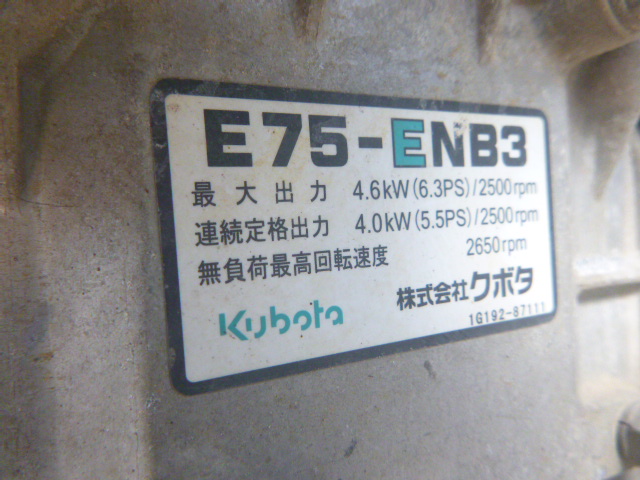 E75-ENB3
最大出力 4.6kW(6.3PS)/2500rpm
連続定格出力 4.0kW(5.5PS)/2500rpm
無負荷最高回転速度 2650rpm
Kubota 株式会社クボタ
1G192-87111